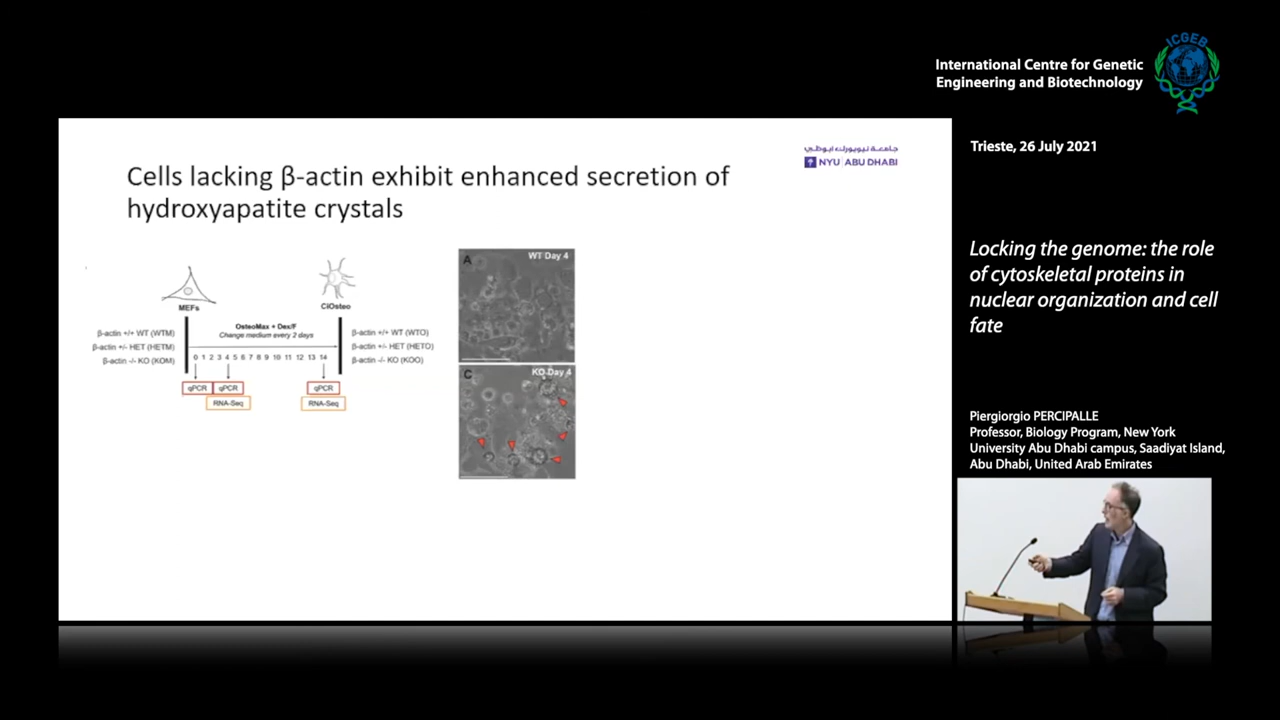 International Centre for Genetic
Engineering and Biotechnology
ICGEB
Trieste, 26 July 2021
Locking the genome: the role
of cytoskeletal proteins in
nuclear organization and cell
fate
Piergiorgio PERCIPALLE
Professor, Biology Program, New York
University Abu Dhabi campus, Saadiyat Island,
Abu Dhabi, United Arab Emirates
جامعة نيويورك أبوظبي
NYU ABU DHABI
Cells lacking β-actin exhibit enhanced secretion of
hydroxyapatite crystals
MEFs
CiOsteo
β-actin +/+ WT (WTM)
β-actin +/- HET (HETM)
β-actin -/- KO (KOM)
OsteoMax + Dex/F
Change medium every 2 days
0 1 2 3 4 5 6 7 8 9 10 11 12 13 14
β-actin +/+ WT (WTO)
β-actin +/- HET (HETO)
β-actin -/- KO (KOO)
qPCR
qPCR
qPCR
RNA-Seq
RNA-Seq
A
WT Day 4
C
KO Day 4